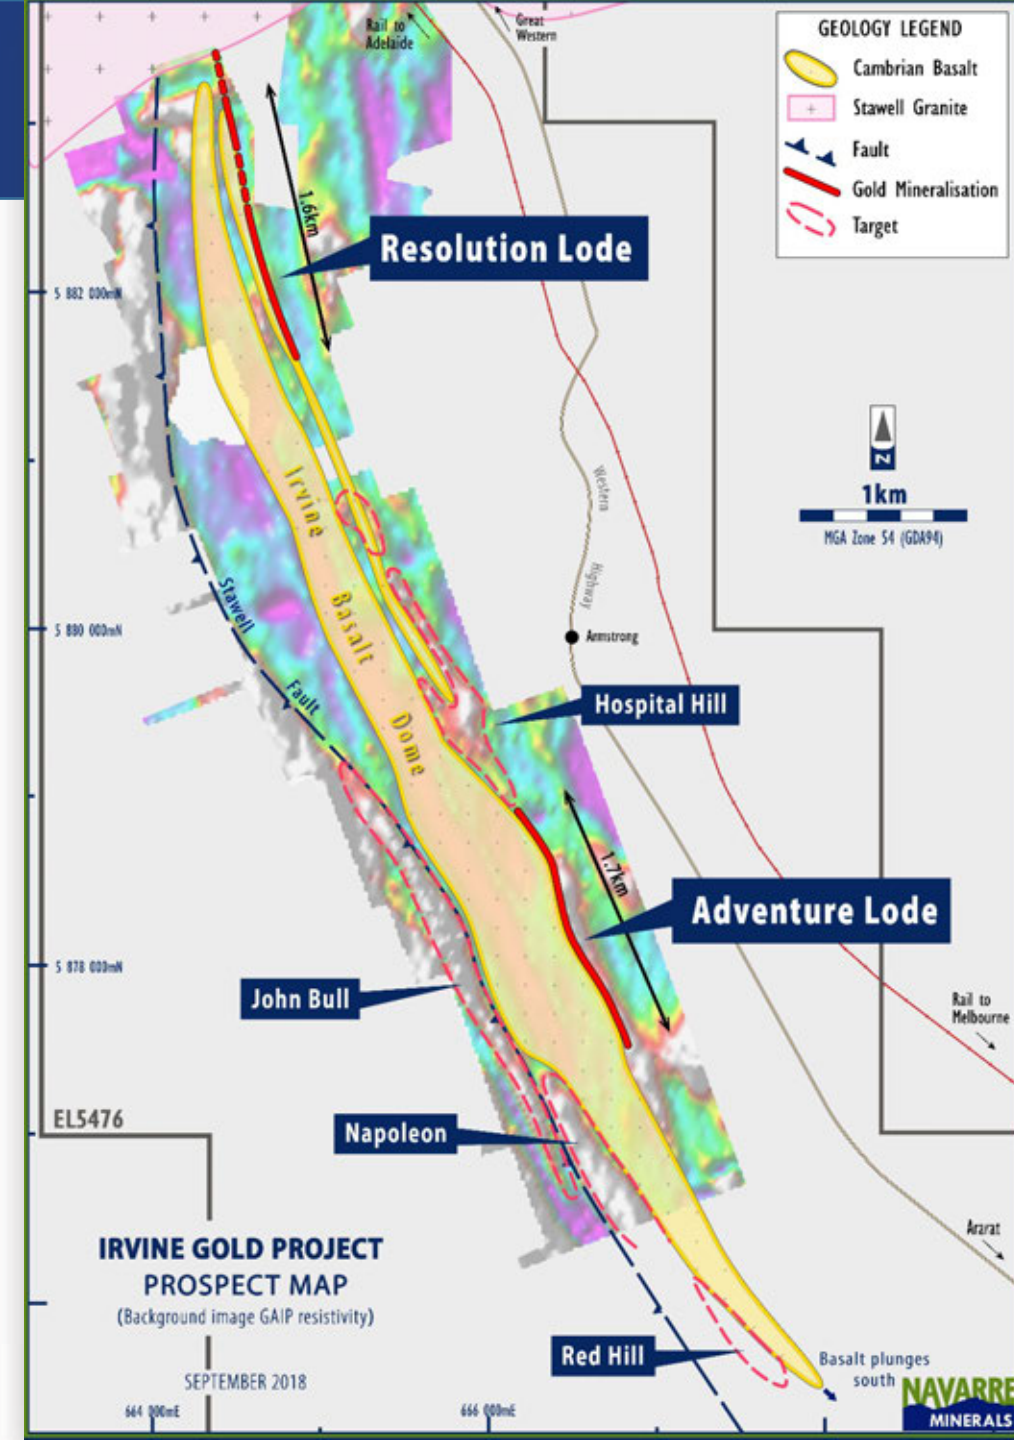 Rail to
Adelaide
Great
Western
GEOLOGY LEGEND
Cambrian Basalt
Stawell Granite
Fault
Gold Mineralisation
Target
1.6km
Resolution Lode
5 882 000mN
N
1km
MGA Zone 54 (GDA94)
Irvine
Basalt
Dome
Western
Highway
Stawell
Fault
5 880 000mN
Armstrong
Hospital Hill
1.7km
Adventure Lode
5 878 000mN
John Bull
Rail to
Melbourne
EL5476
Napoleon
Ararat
IRVINE GOLD PROJECT
PROSPECT MAP
(Background image GAIP resistivity)
SEPTEMBER 2018
Red Hill
Basalt plunges
south
NAVARRE
MINERALS
664 000mE
666 000mE